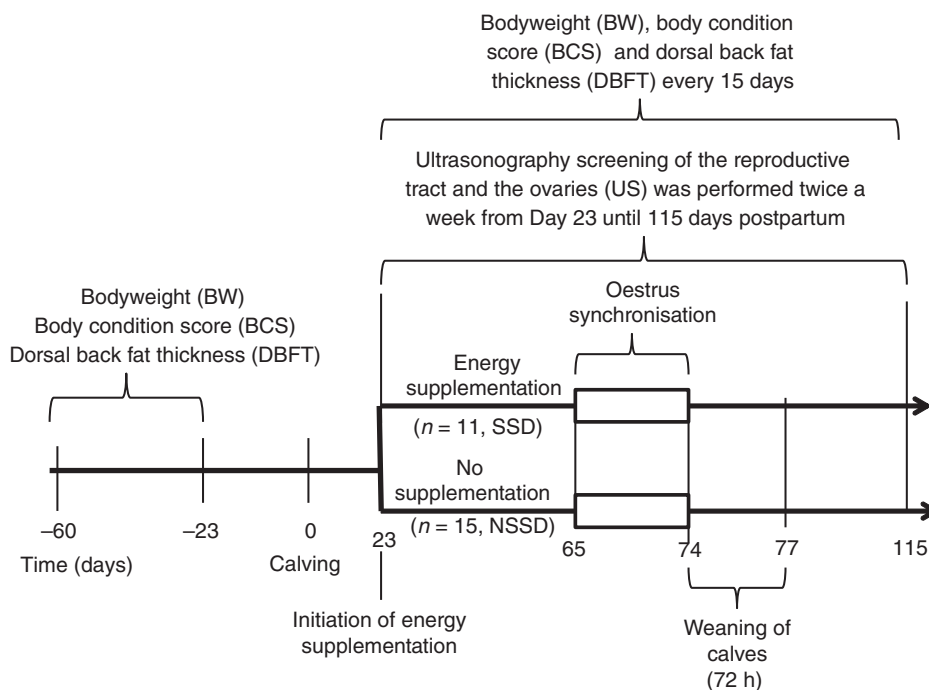 Bodyweight (BW), body condition
score (BCS) and dorsal back fat
thickness (DBFT) every 15 days
Ultrasonography screening of the reproductive
tract and the ovaries (US) was performed twice a
week from Day 23 until 115 days postpartum
Bodyweight (BW)
Body condition score (BCS)
Dorsal back fat thickness (DBFT)
Oestrus
synchronisation
Energy
supplementation
(n = 11, SSD)
No
supplementation
(n = 15, NSSD)
–60
–23
0
23
65
74
77
115
Time (days)
Calving
Initiation of energy
supplementation
Weaning of
calves
(72 h)